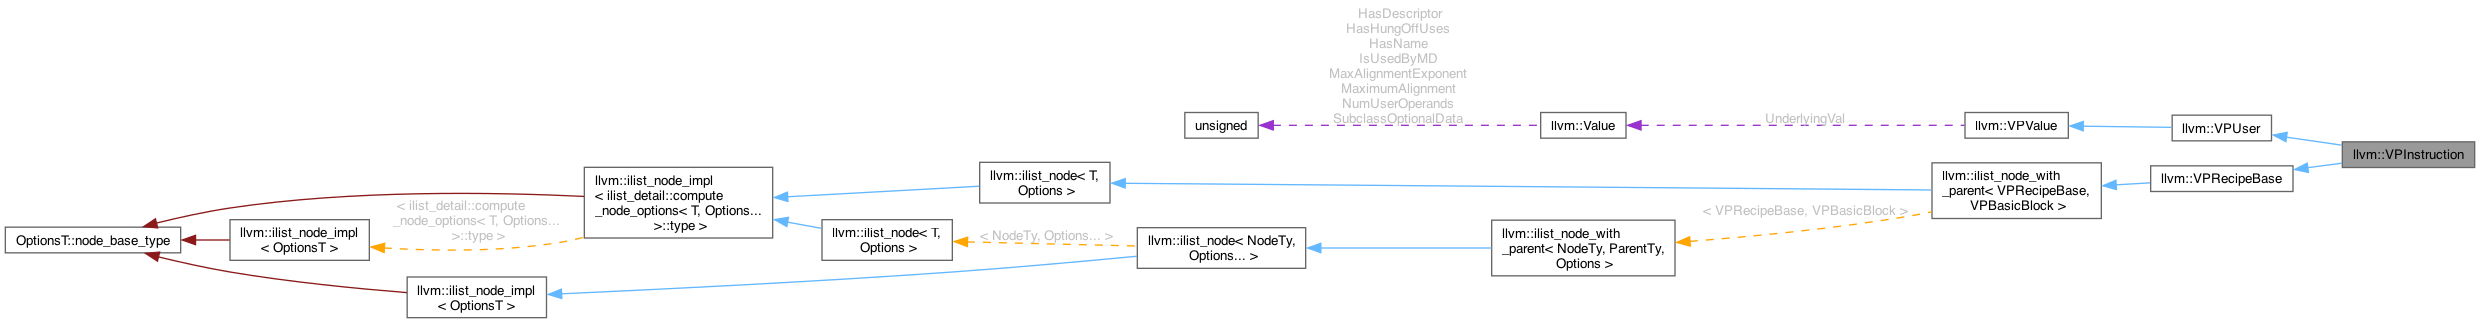 HasDescriptor
HasHungOffUses
HasName
IsUsedByMD
MaxAlignmentExponent
MaximumAlignment
NumUserOperands
SubclassOptionalData
unsigned
llvm::Value
UnderlyingVal
llvm::VPValue
llvm::VPUser
llvm::VPInstruction
llvm::VPRecipeBase
llvm::ilist_node_with
_parent< VPRecipeBase,
VPBasicBlock >
< VPRecipeBase, VPBasicBlock >
llvm::ilist_node< T,
Options >
llvm::ilist_node_impl
< ilist_detail::compute
_node_options< T, Options...
>::type >
< ilist_detail::compute
_node_options< T, Options...
>::type >
OptionsT::node_base_type
llvm::ilist_node_impl
< OptionsT >
llvm::ilist_node< T,
Options >
< NodeTy, Options... >
llvm::ilist_node< NodeTy,
Options... >
llvm::ilist_node_with
_parent< NodeTy, ParentTy,
Options >
llvm::ilist_node_impl
< OptionsT >